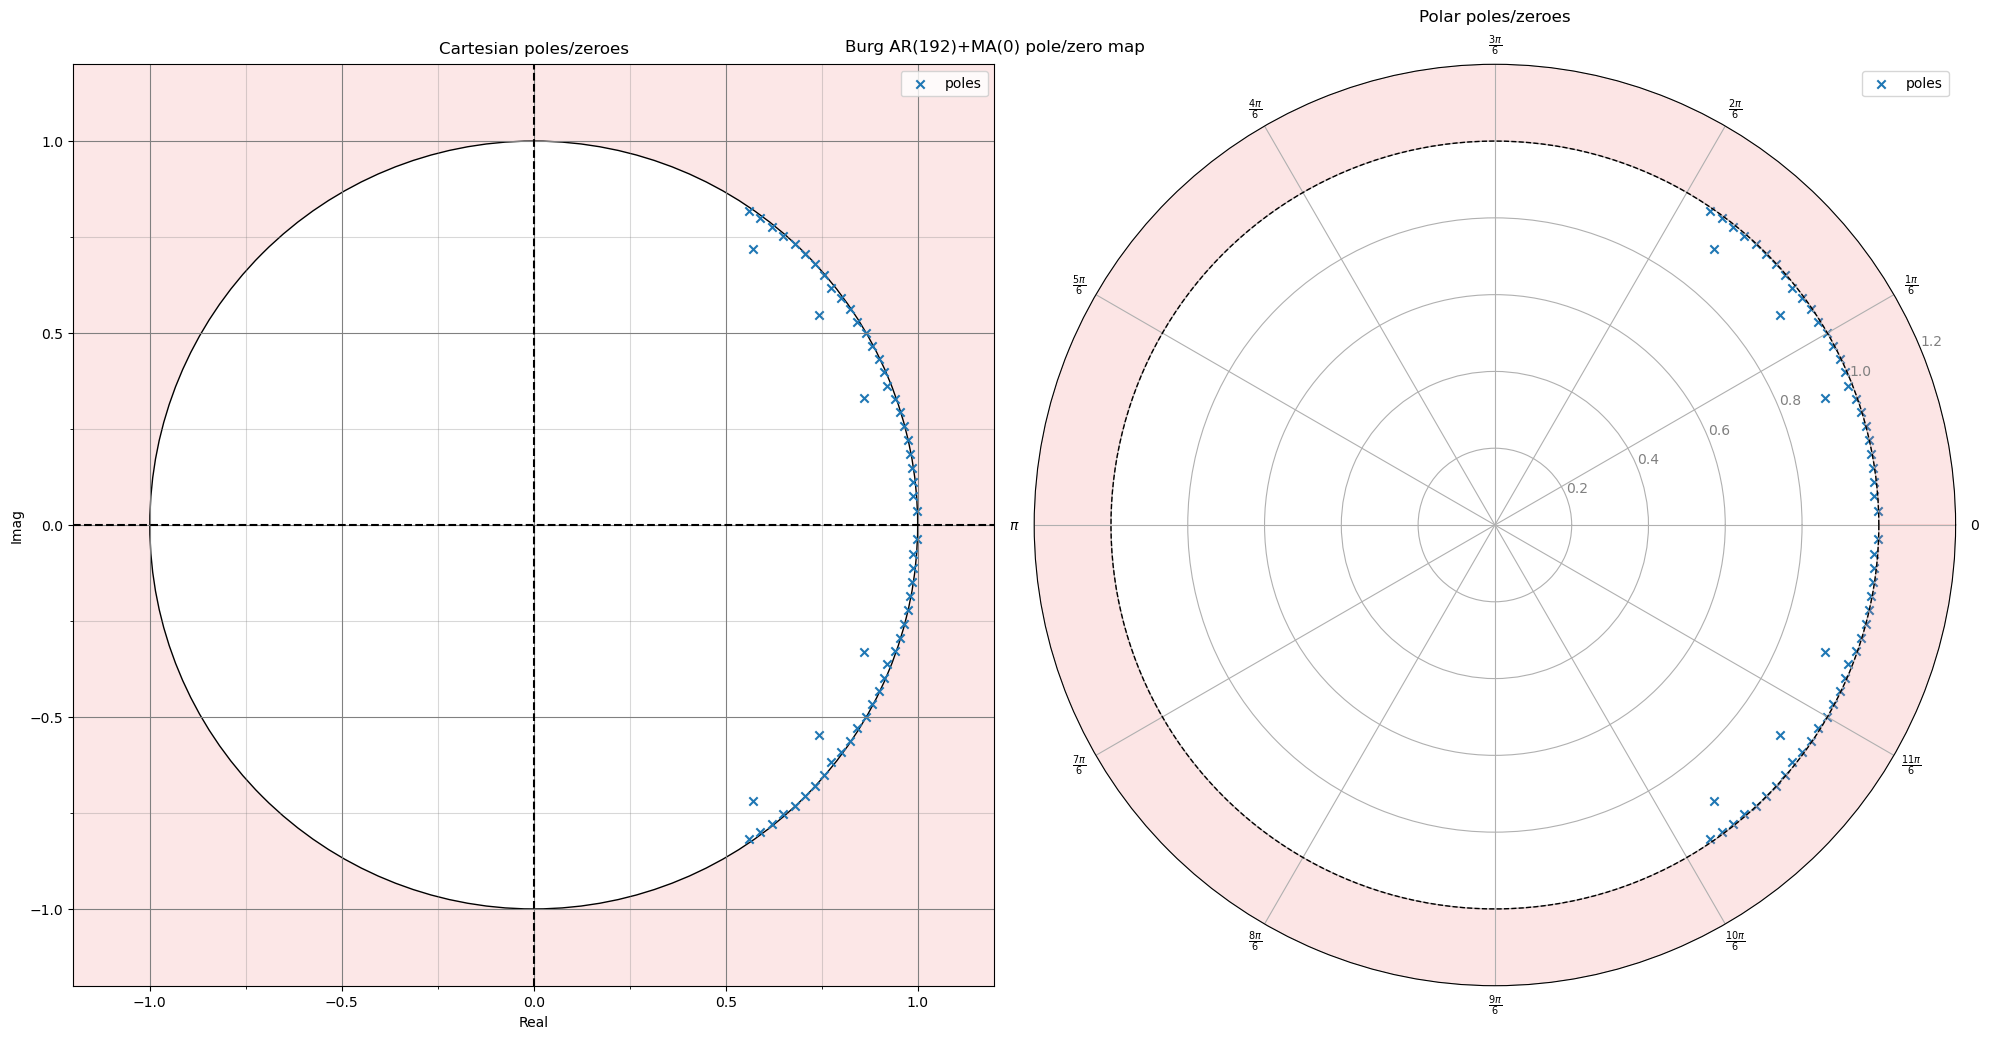 Burg AR(192)+MA(0) pole/zero map
Cartesian poles/zeroes
poles
1.0
0.5
0.0
−0.5
−1.0
Imag
−1.0
−0.5
0.0
0.5
1.0
Real
Polar poles/zeroes
poles
0
1π/6
2π/6
3π/6
4π/6
5π/6
π
7π/6
8π/6
9π/6
10π/6
11π/6
0.2
0.4
0.6
0.8
1.0
1.2